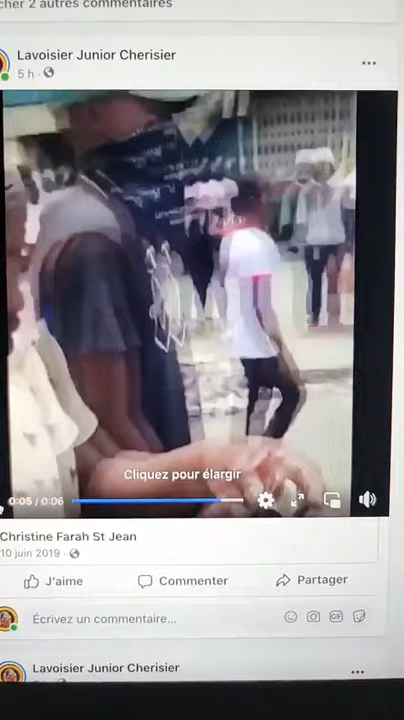 cher 2 autres commentaires
Lavoisier Junior Cherisier
5 h ·
Cliquez pour élargir
0:05 / 0:06
Christine Farah St Jean
10 juin 2019 ·
J'aime
Commenter
Partager
Écrivez un commentaire...
GIF
Lavoisier Junior Cherisier